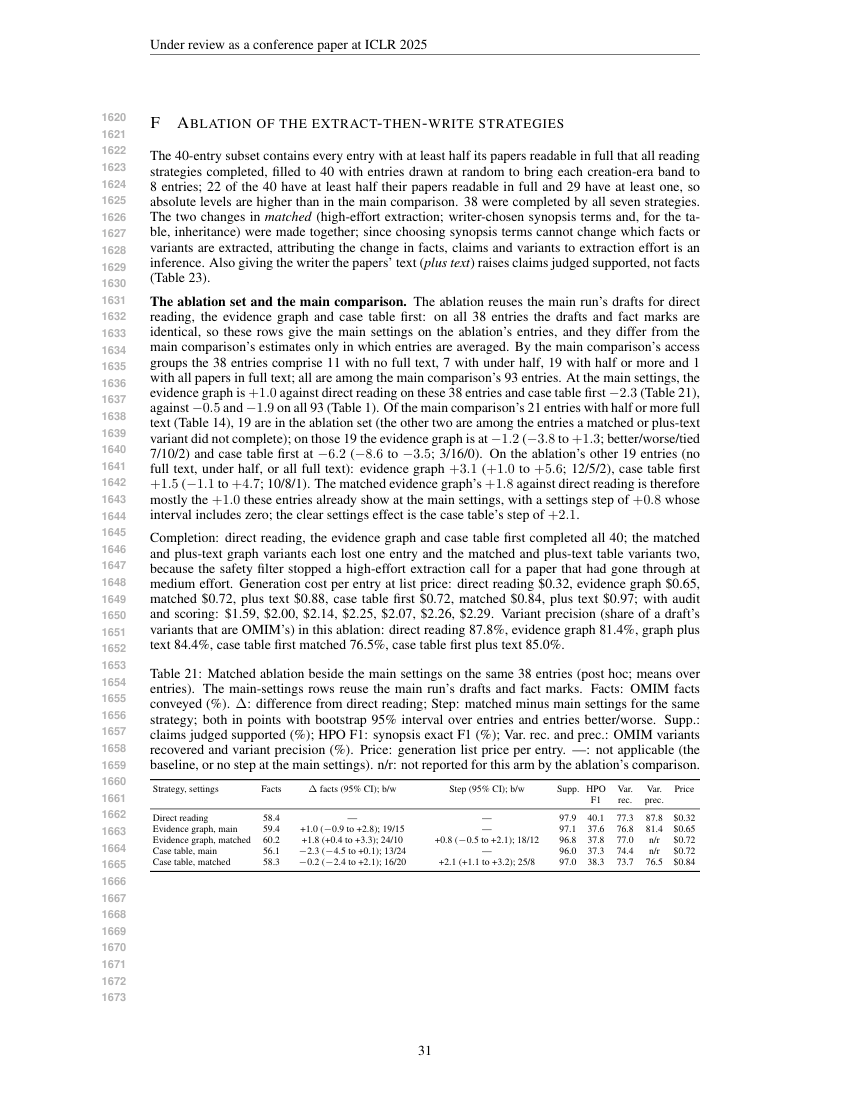 Under review as a conference paper at ICLR 2025
1620
1621
1622
1623
1624
1625
1626
1627
1628
1629
1630
1631
1632
1633
1634
1635
1636
1637
1638
1639
1640
1641
1642
1643
1644
1645
1646
1647
1648
1649
1650
1651
1652
1653
1654
1655
1656
1657
1658
1659
1660
1661
1662
1663
1664
1665
1666
1667
1668
1669
1670
1671
1672
1673
F ABLATION OF THE EXTRACT-THEN-WRITE STRATEGIES
The 40-entry subset contains every entry with at least half its papers readable in full that all reading
strategies completed, filled to 40 with entries drawn at random to bring each creation-era band to
8 entries; 22 of the 40 have at least half their papers readable in full and 29 have at least one, so
absolute levels are higher than in the main comparison. 38 were completed by all seven strategies.
The two changes in matched (high-effort extraction; writer-chosen synopsis terms and, for the ta-
ble, inheritance) were made together; since choosing synopsis terms cannot change which facts or
variants are extracted, attributing the change in facts, claims and variants to extraction effort is an
inference. Also giving the writer the papers' text (plus text) raises claims judged supported, not facts
(Table 23).
The ablation set and the main comparison. The ablation reuses the main run's drafts for direct
reading, the evidence graph and case table first: on all 38 entries the drafts and fact marks are
identical, so these rows give the main settings on the ablation's entries, and they differ from the
main comparison's estimates only in which entries are averaged. By the main comparison's access
groups the 38 entries comprise 11 with no full text, 7 with under half, 19 with half or more and 1
with all papers in full text; all are among the main comparison's 93 entries. At the main settings, the
evidence graph is +1.0 against direct reading on these 38 entries and case table first −2.3 (Table 21),
against −0.5 and −1.9 on all 93 (Table 1). Of the main comparison's 21 entries with half or more full
text (Table 14), 19 are in the ablation set (the other two are among the entries a matched or plus-text
variant did not complete); on those 19 the evidence graph is at −1.2 (−3.8 to +1.3; better/worse/tied
7/10/2) and case table first at −6.2 (−8.6 to −3.5; 3/16/0). On the ablation's other 19 entries (no
full text, under half, or all full text): evidence graph +3.1 (+1.0 to +5.6; 12/5/2), case table first
+1.5 (−1.1 to +4.7; 10/8/1). The matched evidence graph's +1.8 against direct reading is therefore
mostly the +1.0 these entries already show at the main settings, with a settings step of +0.8 whose
interval includes zero; the clear settings effect is the case table's step of +2.1.
Completion: direct reading, the evidence graph and case table first completed all 40; the matched
and plus-text graph variants each lost one entry and the matched and plus-text table variants two,
because the safety filter stopped a high-effort extraction call for a paper that had gone through at
medium effort. Generation cost per entry at list price: direct reading $0.32, evidence graph $0.65,
matched $0.72, plus text $0.88, case table first $0.72, matched $0.84, plus text $0.97; with audit
and scoring: $1.59, $2.00, $2.14, $2.25, $2.07, $2.26, $2.29. Variant precision (share of a draft's
variants that are OMIM's) in this ablation: direct reading 87.8%, evidence graph 81.4%, graph plus
text 84.4%, case table first matched 76.5%, case table first plus text 85.0%.
Table 21: Matched ablation beside the main settings on the same 38 entries (post hoc; means over
entries). The main-settings rows reuse the main run's drafts and fact marks. Facts: OMIM facts
conveyed (%). Δ: difference from direct reading; Step: matched minus main settings for the same
strategy; both in points with bootstrap 95% interval over entries and entries better/worse. Supp.:
claims judged supported (%); HPO F1: synopsis exact F1 (%); Var. rec. and prec.: OMIM variants
recovered and variant precision (%). Price: generation list price per entry. —: not applicable (the
baseline, or no step at the main settings). n/r: not reported for this arm by the ablation's comparison.
Strategy, settings Facts Δ facts (95% CI); b/w Step (95% CI); b/w Supp. HPO Var. Var. Price
F1 rec. prec.
Direct reading 58.4 — — 97.9 40.1 77.3 87.8 $0.32
Evidence graph, main 59.4 +1.0 (−0.9 to +2.8); 19/15 — 97.1 37.6 76.8 81.4 $0.65
Evidence graph, matched 60.2 +1.8 (+0.4 to +3.3); 24/10 +0.8 (−0.5 to +2.1); 18/12 96.8 37.8 77.0 n/r $0.72
Case table, main 56.1 −2.3 (−4.5 to +0.1); 13/24 — 96.0 37.3 74.4 n/r $0.72
Case table, matched 58.3 −0.2 (−2.4 to +2.1); 16/20 +2.1 (+1.1 to +3.2); 25/8 97.0 38.3 73.7 76.5 $0.84
31